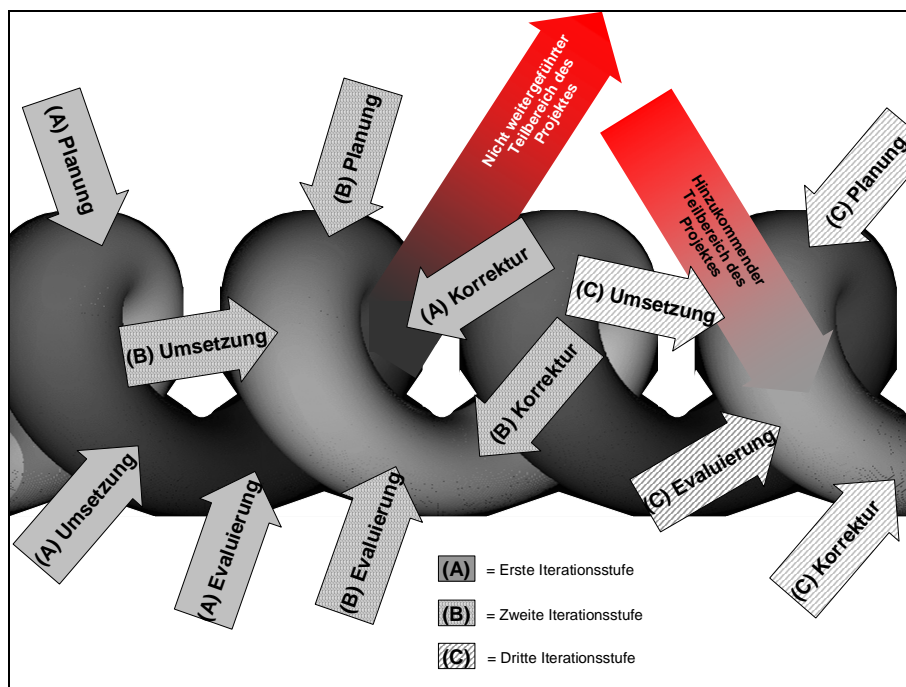 (A) Planung
(B) Planung
Nicht weitergeführter
Teilbereich des
Projektes
Hinzukommender
Teilbereich des
Projektes
(C) Planung
(B) Umsetzung
(A) Korrektur
(C) Umsetzung
(B) Korrektur
(A) Umsetzung
(A) Evaluierung
(B) Evaluierung
(C) Evaluierung
(C) Korrektur
(A) = Erste Iterationsstufe
(B) = Zweite Iterationsstufe
(C) = Dritte Iterationsstufe